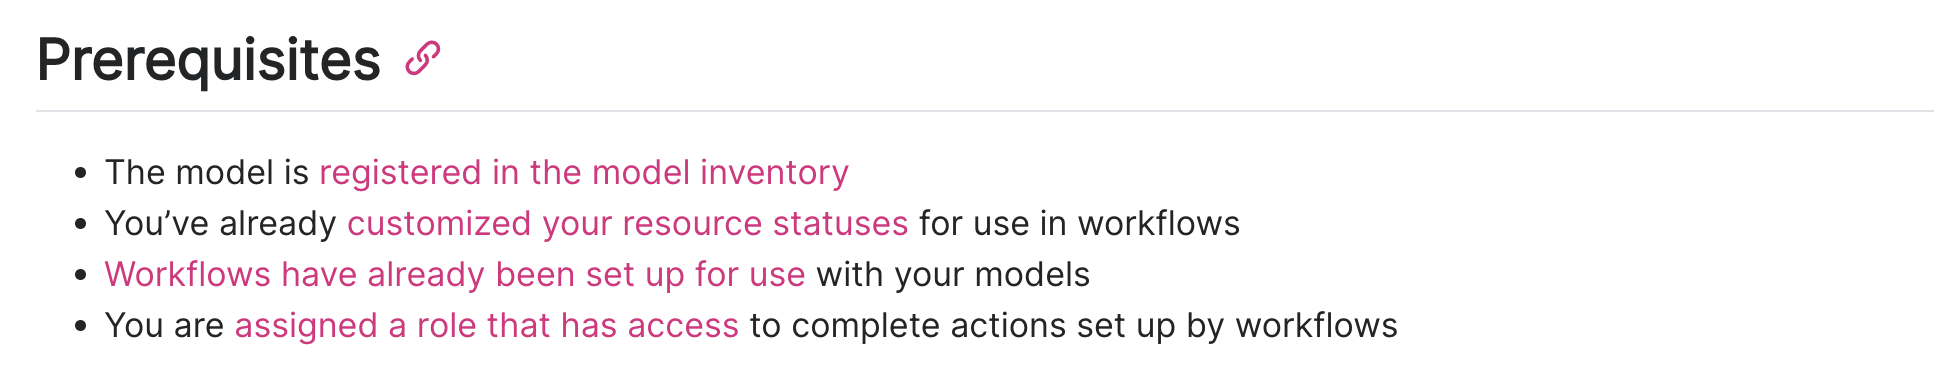 Prerequisites
The model is registered in the model inventory
You’ve already customized your resource statuses for use in workflows
Workflows have already been set up for use with your models
You are assigned a role that has access to complete actions set up by workflows